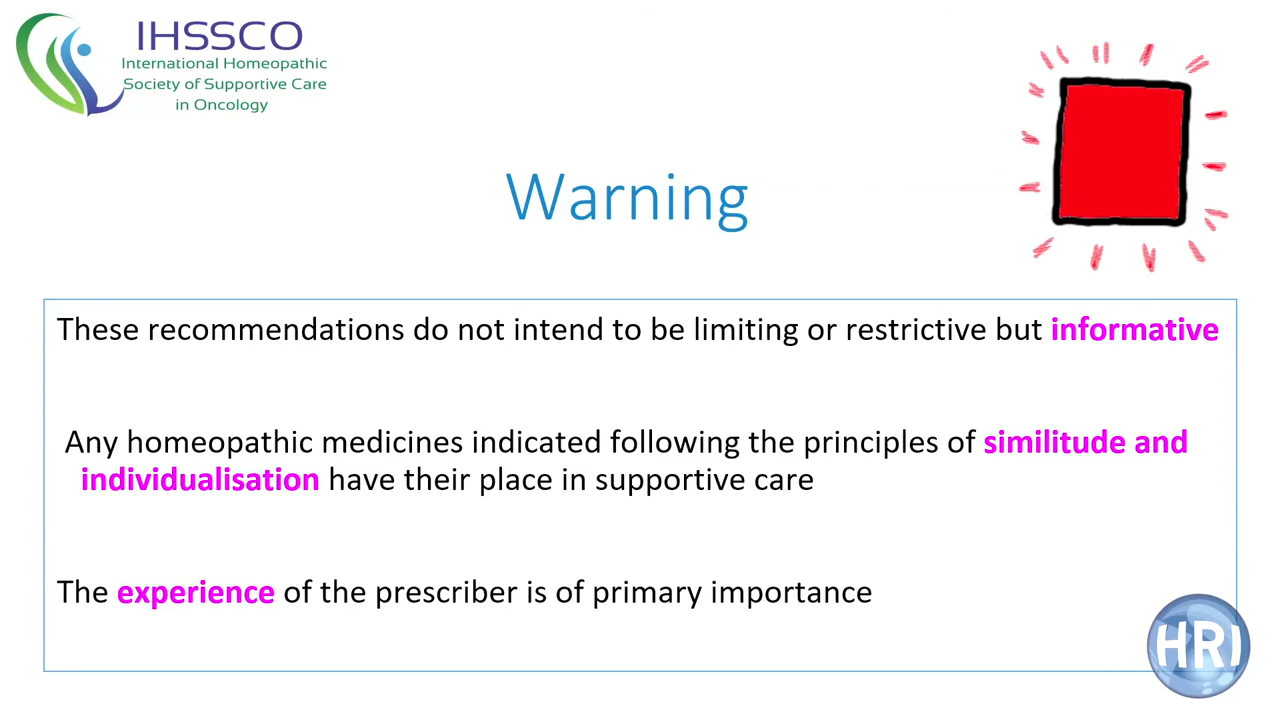 IHSSCO
International Homeopathic
Society of Supportive Care
in Oncology
Warning
These recommendations do not intend to be limiting or restrictive but informative
Any homeopathic medicines indicated following the principles of similitude and
individualisation have their place in supportive care
The experience of the prescriber is of primary importance
HRI